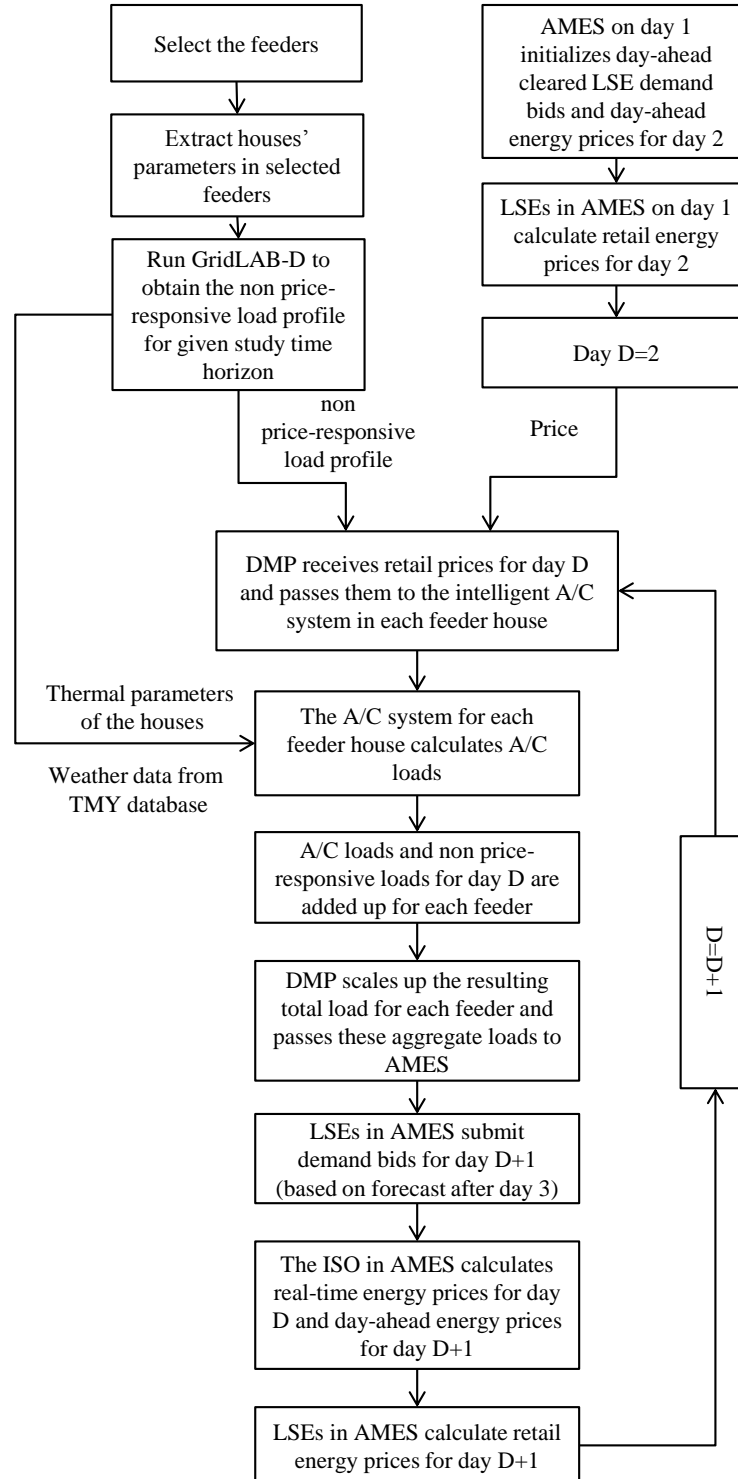 Select the feeders
Extract houses’
parameters in selected
feeders
Run GridLAB-D to
obtain the non price-
responsive load profile
for given study time
horizon
AMES on day 1
initializes day-ahead
cleared LSE demand
bids and day-ahead
energy prices for day 2
LSEs in AMES on day 1
calculate retail energy
prices for day 2
Day D=2
non
price-responsive
load profile
Price
DMP receives retail prices for day D
and passes them to the intelligent A/C
system in each feeder house
Thermal parameters
of the houses
Weather data from
TMY database
The A/C system for each
feeder house calculates A/C
loads
A/C loads and non price-
responsive loads for day D are
added up for each feeder
DMP scales up the resulting
total load for each feeder and
passes these aggregate loads to
AMES
LSEs in AMES submit
demand bids for day D+1
(based on forecast after day 3)
The ISO in AMES calculates
real-time energy prices for day
D and day-ahead energy prices
for day D+1
LSEs in AMES calculate retail
energy prices for day D+1
D=D+1